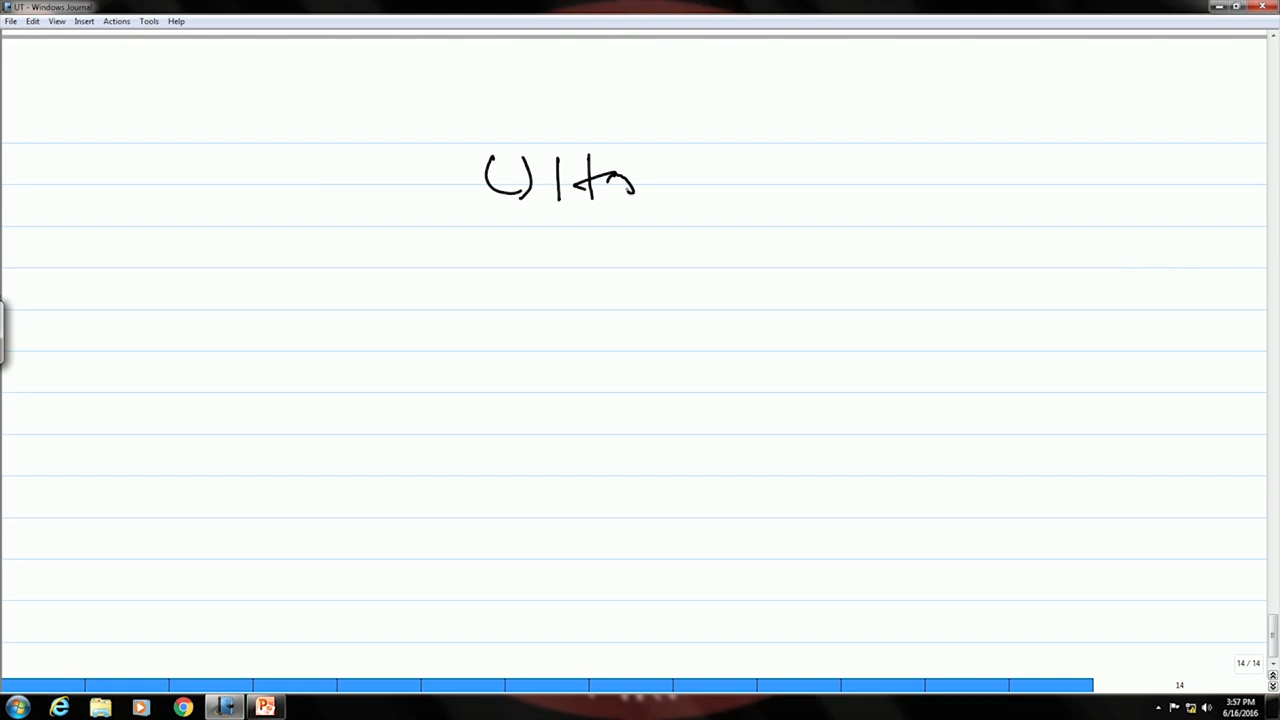 UT - Windows Journal
File Edit View Insert Actions Tools Help
Ult
14 / 14
14
3:57 PM
6/16/2016